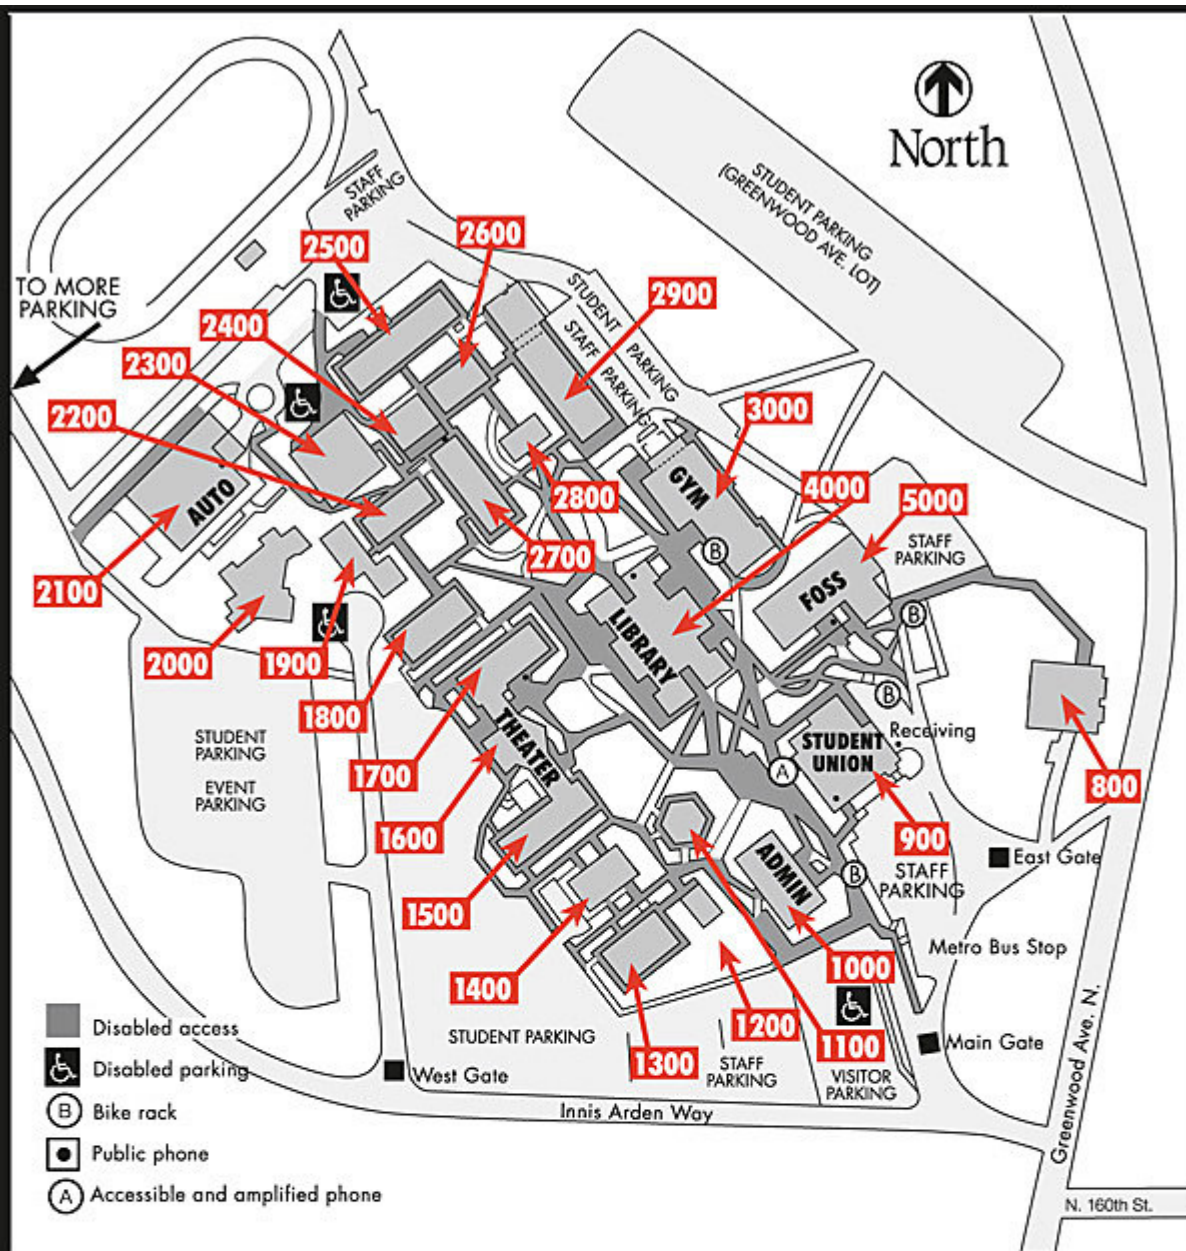 North
STUDENT PARKING
(GREENWOOD AVE. LOT)
STAFF
PARKING
2600
2500
TO MORE
PARKING
STUDENT PARKING
STAFF PARKING
2900
2400
2300
2200
3000
GYM
4000
5000
2800
AUTO
STAFF
PARKING
2700
B
2100
FOSS
LIBRARY
B
2000
1900
B
1800
THEATER
STUDENT
UNION
Receiving
STUDENT
PARKING
EVENT
PARKING
1700
A
800
1600
900
ADMIN
East Gate
B
STAFF
PARKING
1500
Metro Bus Stop
1400
1000
1200
1100
Main Gate
STUDENT PARKING
1300
STAFF
PARKING
VISITOR
PARKING
West Gate
Innis Arden Way
Greenwood Ave. N.
N. 160th St.
Disabled access
Disabled parking
B Bike rack
Public phone
A Accessible and amplified phone